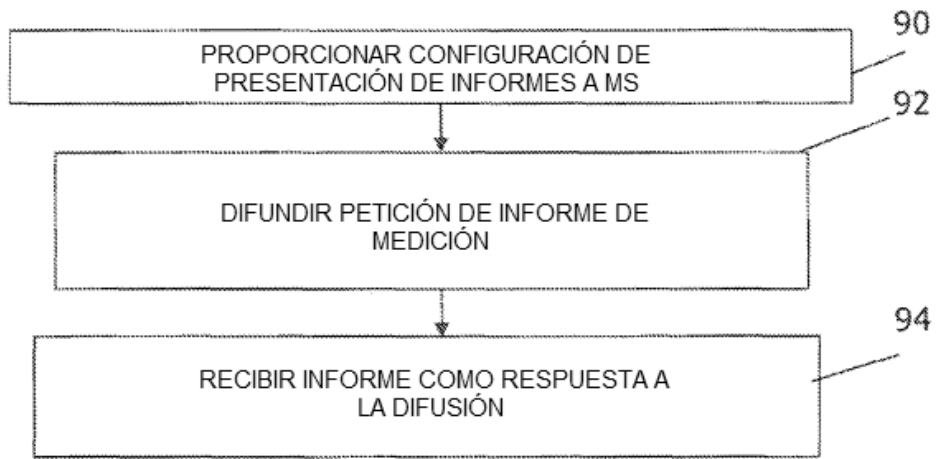 90
PROPORCIONAR CONFIGURACIÓN DE
PRESENTACIÓN DE INFORMES A MS
92
DIFUNDIR PETICIÓN DE INFORME DE
MEDICIÓN
94
RECIBIR INFORME COMO RESPUESTA A
LA DIFUSIÓN